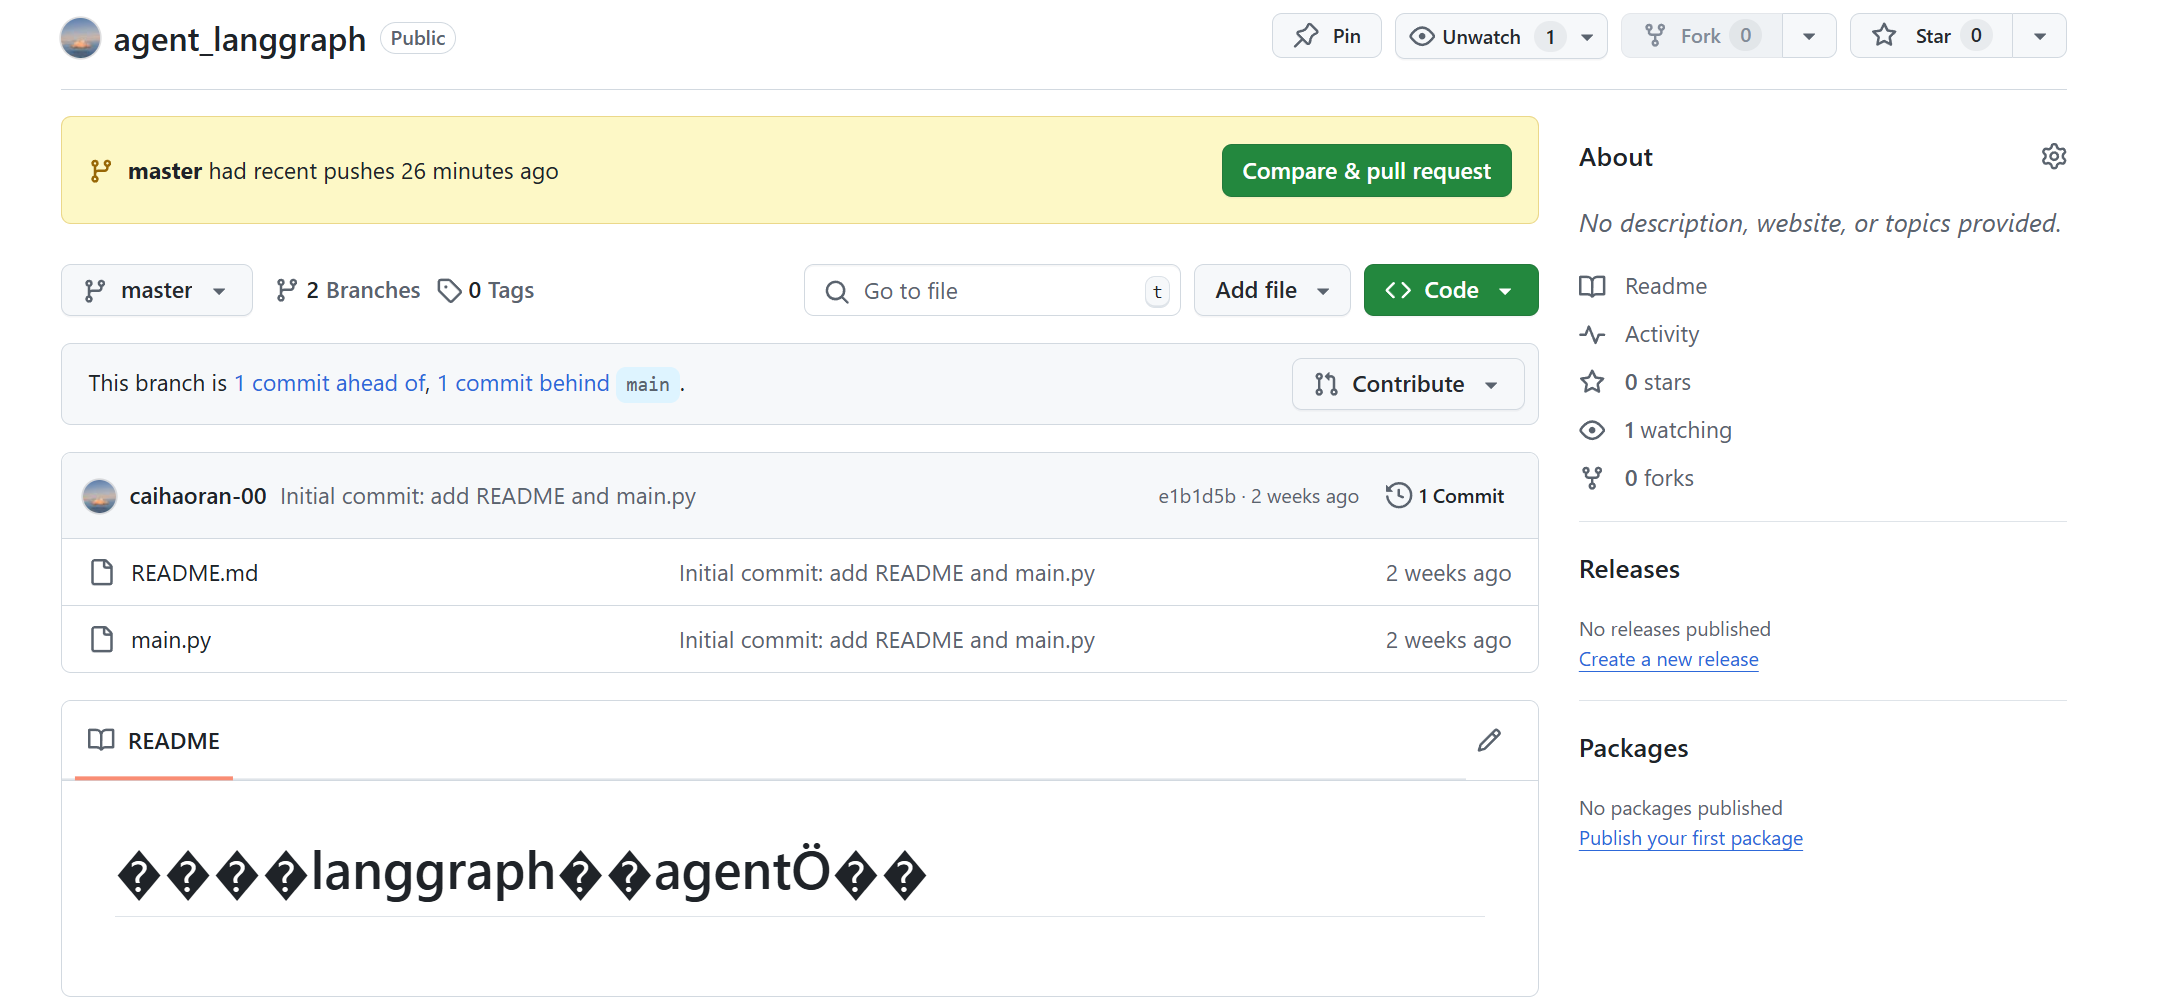 agent_langgraph Public
Pin
Unwatch 1
Fork 0
Star 0
master had recent pushes 26 minutes ago
Compare & pull request
master
2 Branches
0 Tags
Go to file
t
Add file
Code
This branch is 1 commit ahead of, 1 commit behind main .
Contribute
caihaoran-00 Initial commit: add README and main.py
e1b1d5b · 2 weeks ago
1 Commit
README.md Initial commit: add README and main.py 2 weeks ago
main.py Initial commit: add README and main.py 2 weeks ago
README
����langgraph��agentÖ��
About
No description, website, or topics provided.
Readme
Activity
0 stars
1 watching
0 forks
Releases
No releases published
Create a new release
Packages
No packages published
Publish your first package